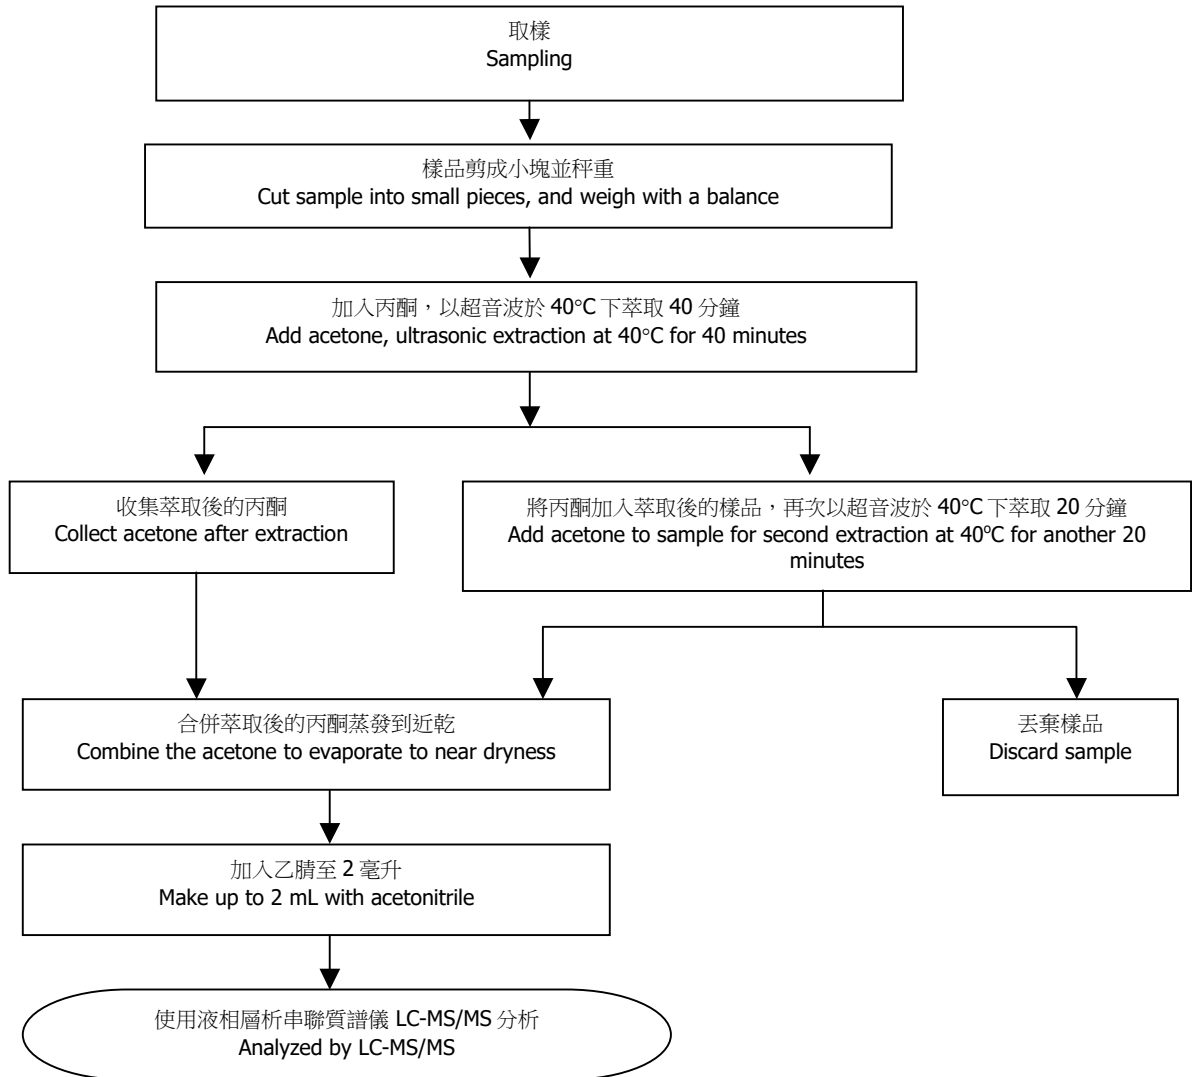 取樣
Sampling
樣品剪成小塊並秤重
Cut sample into small pieces, and weigh with a balance
加入丙酮，以超音波於 40°C 下萃取 40 分鐘
Add acetone, ultrasonic extraction at 40°C for 40 minutes
收集萃取後的丙酮
Collect acetone after extraction
將丙酮加入萃取後的樣品，再次以超音波於 40°C 下萃取 20 分鐘
Add acetone to sample for second extraction at 40°C for another 20
minutes
合併萃取後的丙酮蒸發到近乾
Combine the acetone to evaporate to near dryness
丟棄樣品
Discard sample
加入乙腈至 2 毫升
Make up to 2 mL with acetonitrile
使用液相層析串聯質譜儀 LC-MS/MS 分析
Analyzed by LC-MS/MS